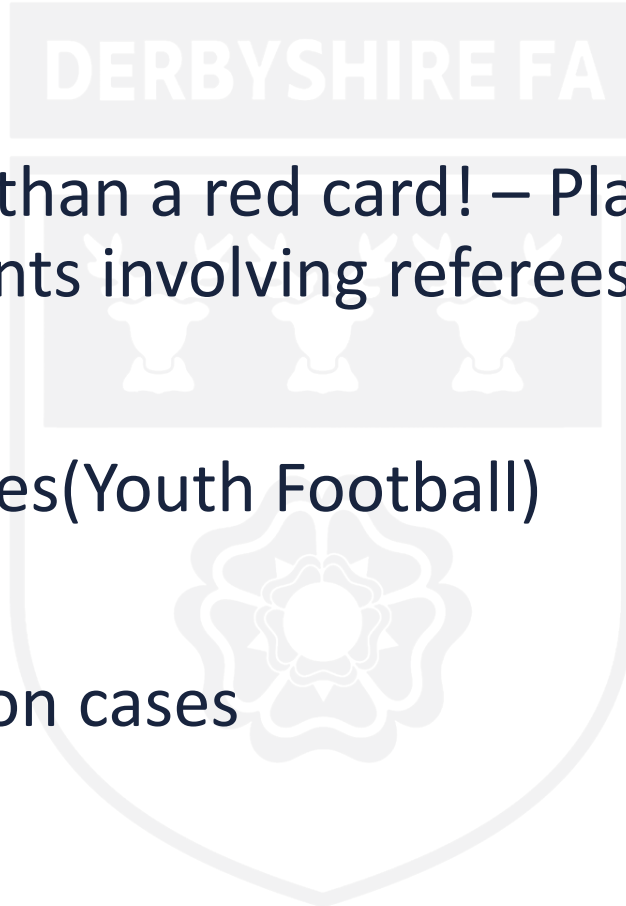 DERBYSHIRE FA
than a red card! – Pla
nts involving referees
es(Youth Football)
on cases